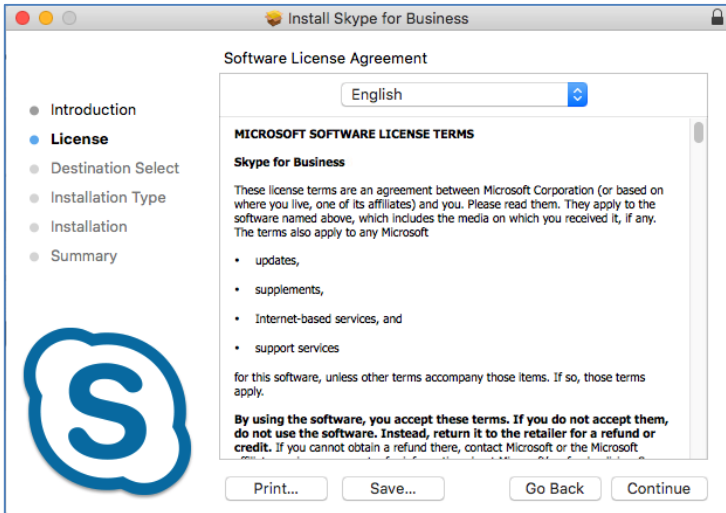 Install Skype for Business
Software License Agreement
English
Introduction
License
Destination Select
Installation Type
Installation
Summary
MICROSOFT SOFTWARE LICENSE TERMS
Skype for Business
These license terms are an agreement between Microsoft Corporation (or based on
where you live, one of its affiliates) and you. Please read them. They apply to the
software named above, which includes the media on which you received it, if any.
The terms also apply to any Microsoft
• updates,
• supplements,
• Internet-based services, and
• support services
for this software, unless other terms accompany those items. If so, those terms
apply.
By using the software, you accept these terms. If you do not accept them,
do not use the software. Instead, return it to the retailer for a refund or
credit. If you cannot obtain a refund there, contact Microsoft or the Microsoft
S
Print...
Save...
Go Back
Continue